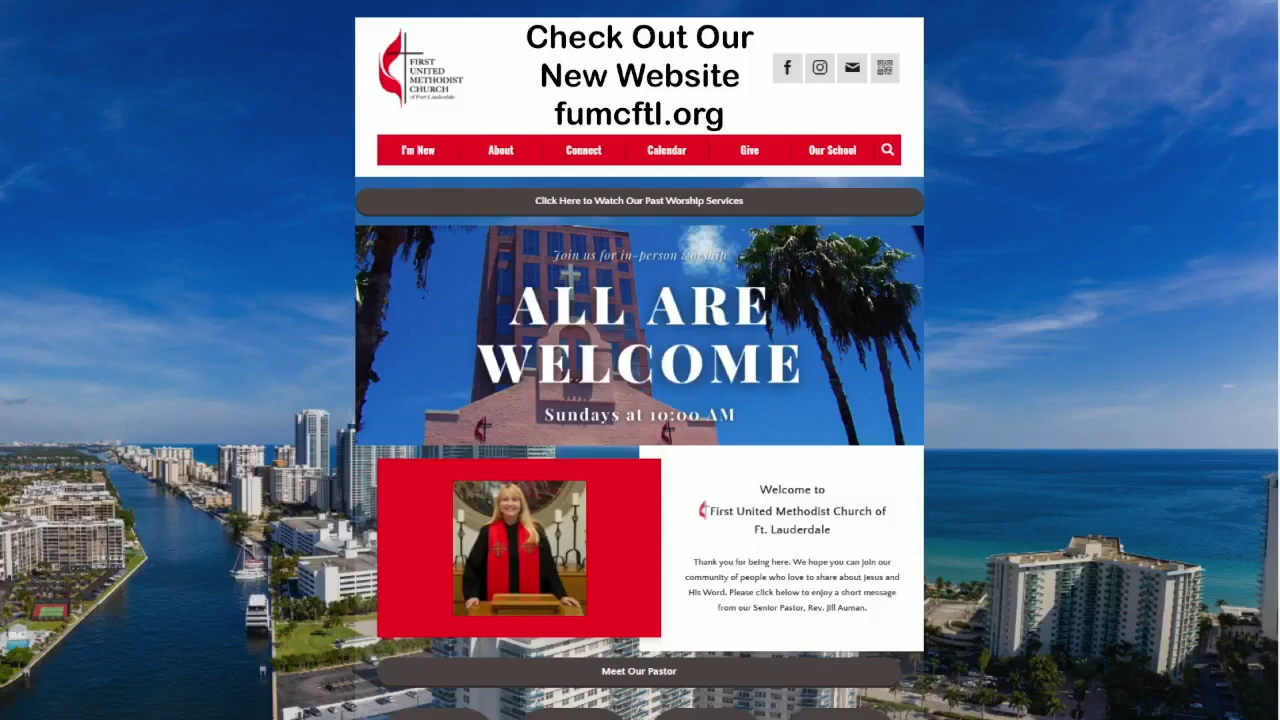 FIRST
UNITED
METHODIST
CHURCH
of Fort Lauderdale
Check Out Our
New Website
fumcftl.org
I'm New About Connect Calendar Give Our School
Click Here to Watch Our Past Worship Services
Join us for in-person worship
ALL ARE
WELCOME
Sundays at 10:00 AM
Welcome to
First United Methodist Church of
Ft. Lauderdale
Thank you for being here. We hope you can join our
community of people who love to share about Jesus and
His Word. Please click below to enjoy a short message
from our Senior Pastor, Rev. Jill Auman.
Meet Our Pastor